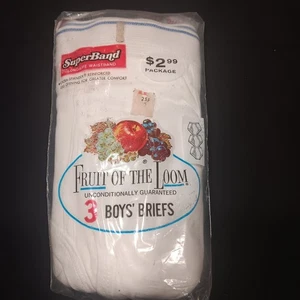 SuperBand
$2.99
PACKAGE
FRUIT OF THE LOOM
UNCONDITIONALLY GUARANTEED
3 BOYS' BRIEFS